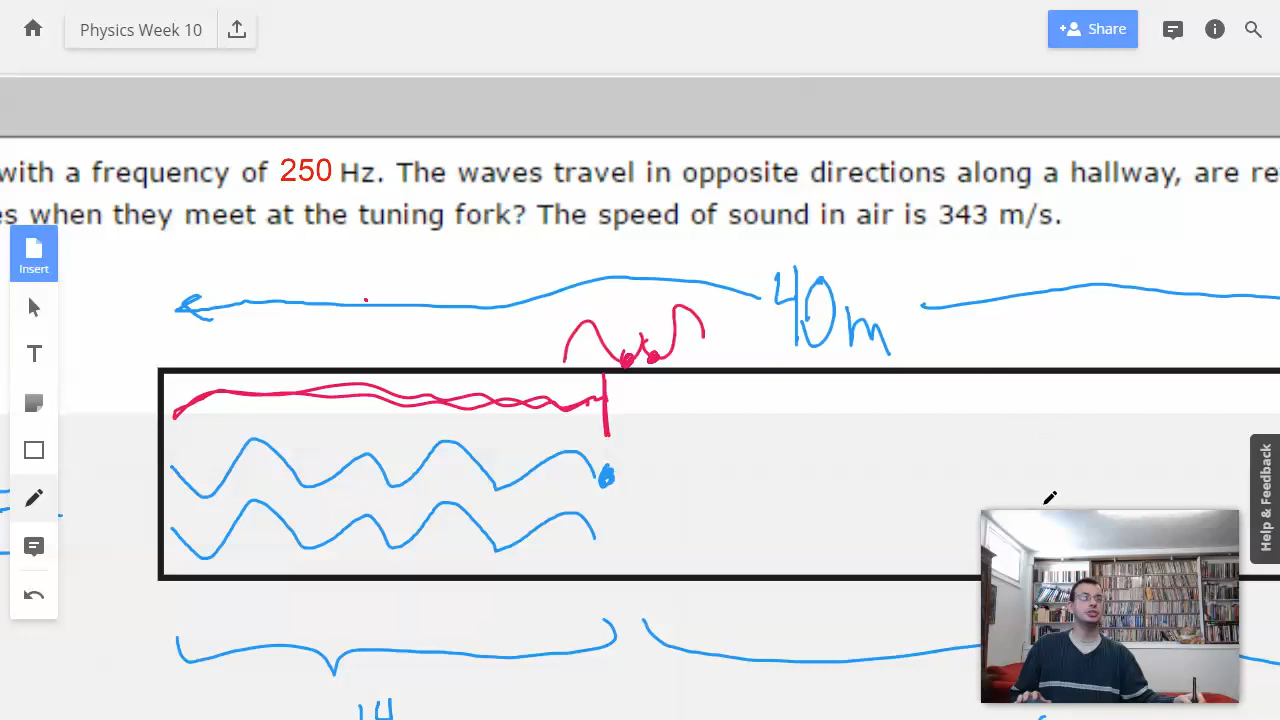 Physics Week 10
Share
with a frequency of 250 Hz. The waves travel in opposite directions along a hallway, are re
es when they meet at the tuning fork? The speed of sound in air is 343 m/s.
Insert
40m
T
Help & Feedback
14